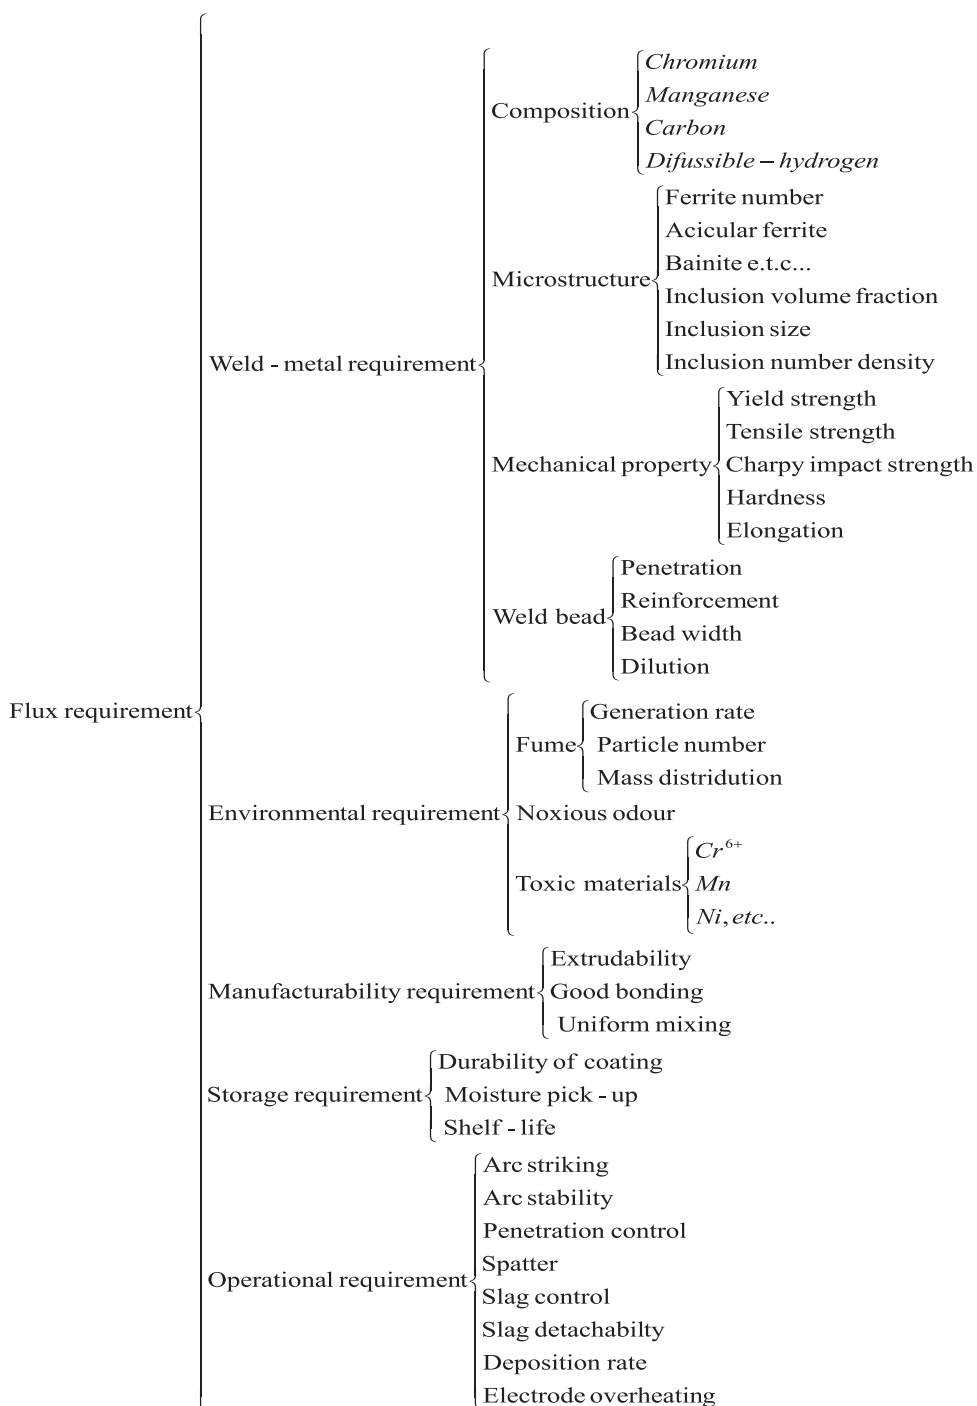 Flux requirement
Weld - metal requirement
Composition
Chromium
Manganese
Carbon
Difussible – hydrogen
Microstructure
Ferrite number
Acicular ferrite
Bainite e.t.c...
Inclusion volume fraction
Inclusion size
Inclusion number density
Mechanical property
Yield strength
Tensile strength
Charpy impact strength
Hardness
Elongation
Weld bead
Penetration
Reinforcement
Bead width
Dilution
Environmental requirement
Fume
Generation rate
Particle number
Mass distridution
Noxious odour
Toxic materials
Cr⁶⁺
Mn
Ni, etc..
Manufacturability requirement
Extrudability
Good bonding
Uniform mixing
Storage requirement
Durability of coating
Moisture pick - up
Shelf - life
Operational requirement
Arc striking
Arc stability
Penetration control
Spatter
Slag control
Slag detachabilty
Deposition rate
Electrode overheating